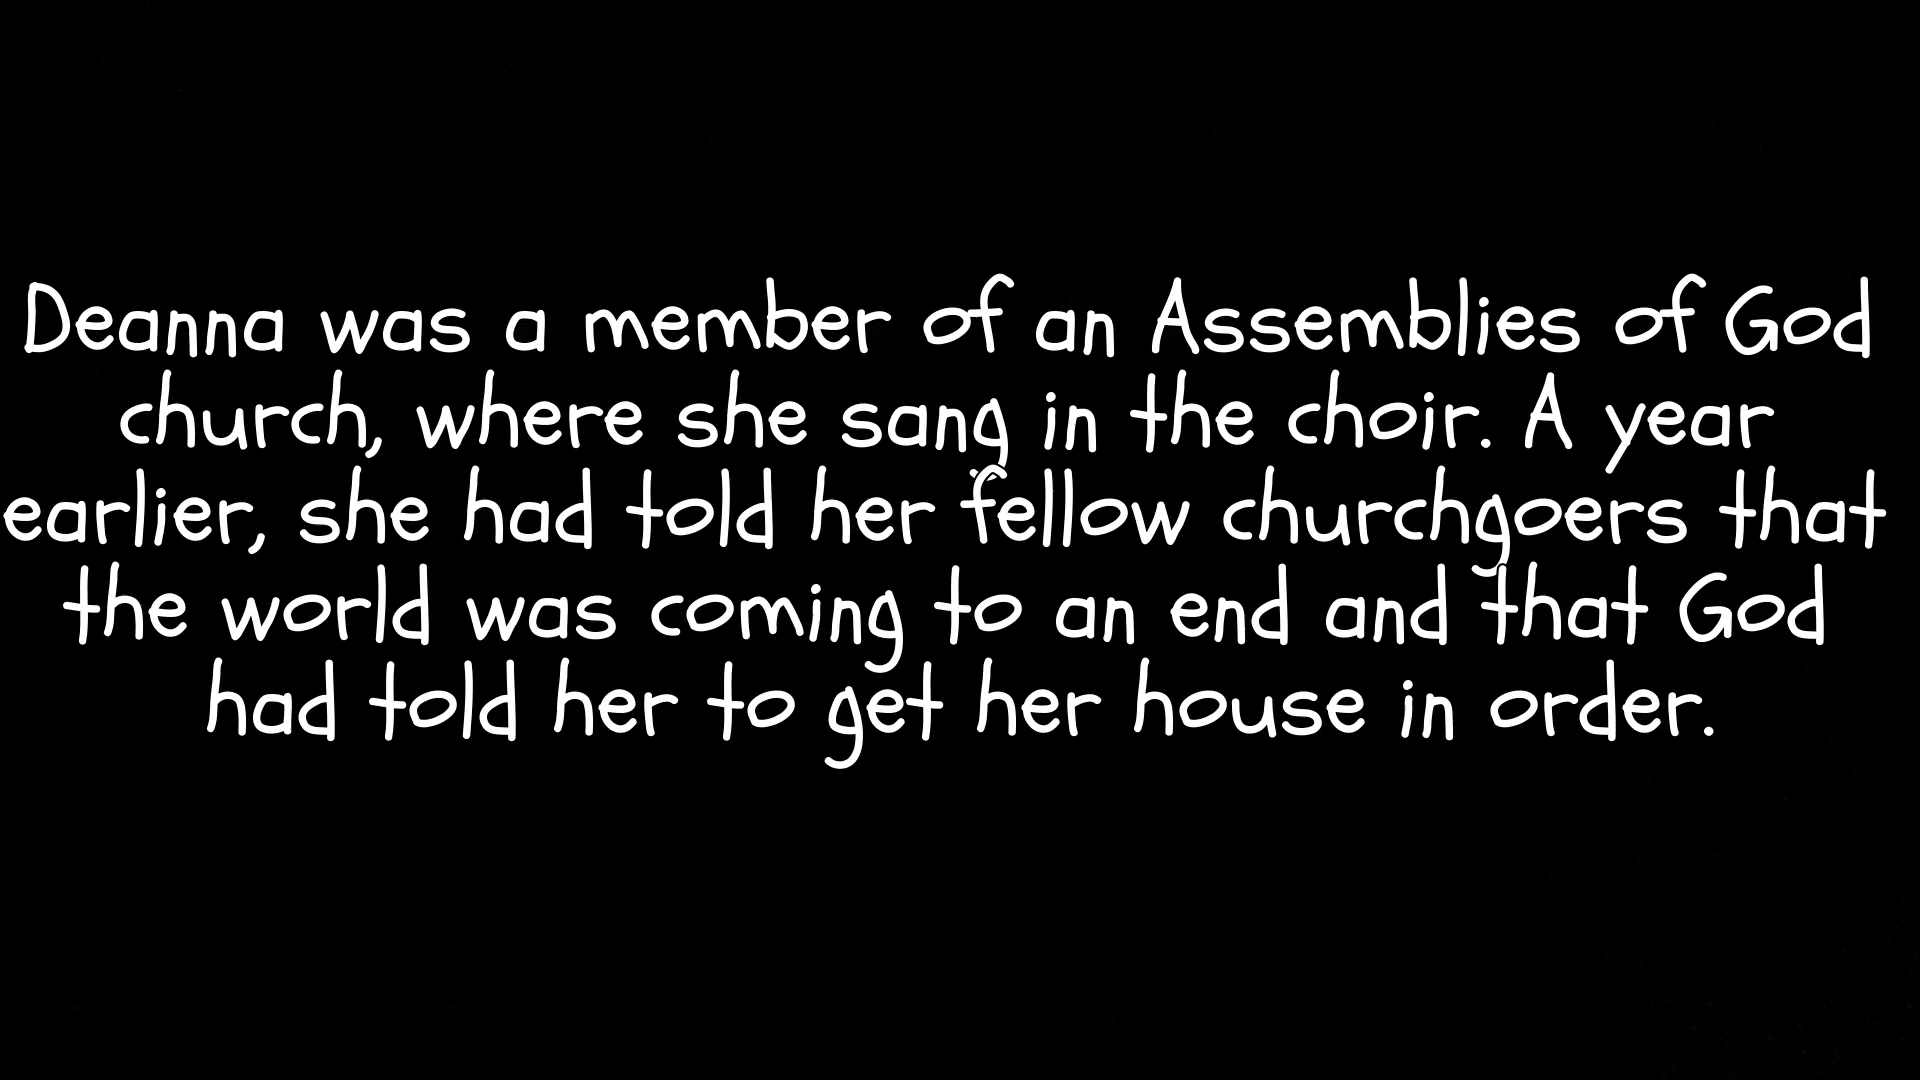 Deanna was a member of an Assemblies of God
church, where she sang in the choir. A year
earlier, she had told her fellow churchgoers that
the world was coming to an end and that God
had told her to get her house in order.